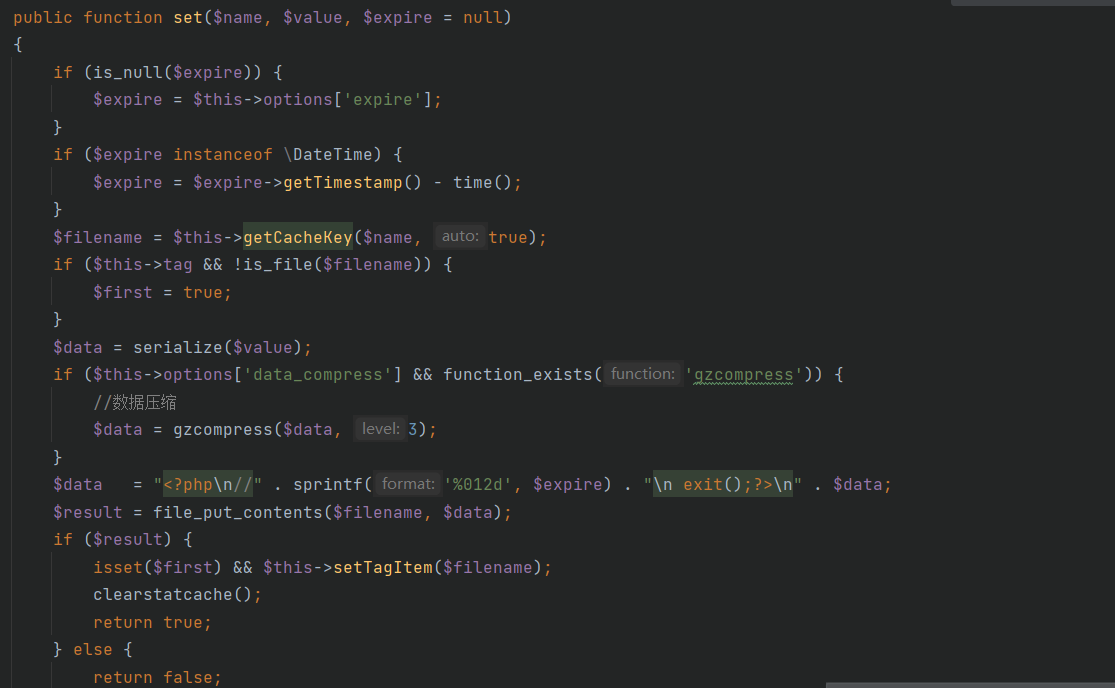 public function set($name, $value, $expire = null)
{
    if (is_null($expire)) {
        $expire = $this->options['expire'];
    }
    if ($expire instanceof \DateTime) {
        $expire = $expire->getTimestamp() - time();
    }
    $filename = $this->getCacheKey($name, auto: true);
    if ($this->tag && !is_file($filename)) {
        $first = true;
    }
    $data = serialize($value);
    if ($this->options['data_compress'] && function_exists( function: 'gzcompress')) {
        //数据压缩
        $data = gzcompress($data, level: 3);
    }
    $data   = "<?php\n//" . sprintf( format: '%012d', $expire) . "\n exit();?>\n" . $data;
    $result = file_put_contents($filename, $data);
    if ($result) {
        isset($first) && $this->setTagItem($filename);
        clearstatcache();
        return true;
    } else {
        return false;